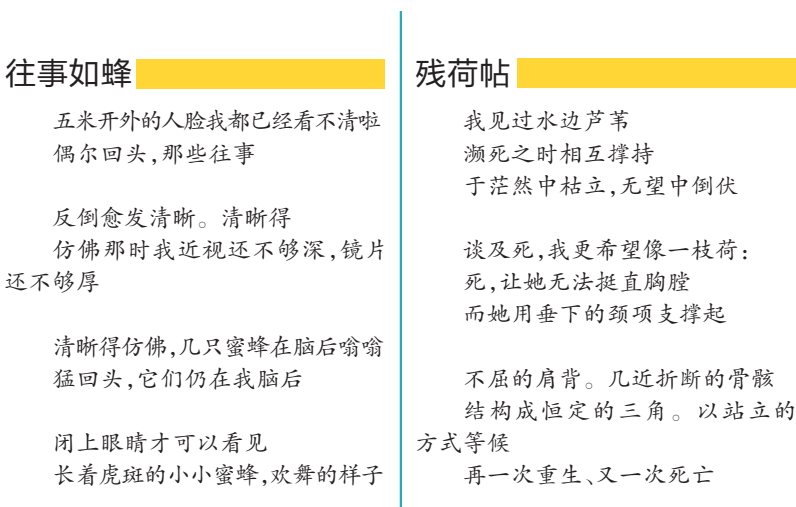 往事如蜂
五米开外的人脸我都已经看不清啦
偶尔回头,那些往事
反倒愈发清晰。清晰得
仿佛那时我近视还不够深,镜片
还不够厚
清晰得仿佛,几只蜜蜂在脑后嗡嗡
猛回头,它们仍在我脑后
闭上眼睛才可以看见
长着虎斑的小小蜜蜂,欢舞的样子
残荷帖
我见过水边芦苇
濒死之时相互撑持
于茫然中枯立,无望中倒伏
谈及死,我更希望像一枝荷:
死,让她无法挺直胸膛
而她用垂下的颈项支撑起
不屈的肩背。几近折断的骨骸
结构成恒定的三角。以站立的
方式等候
再一次重生、又一次死亡